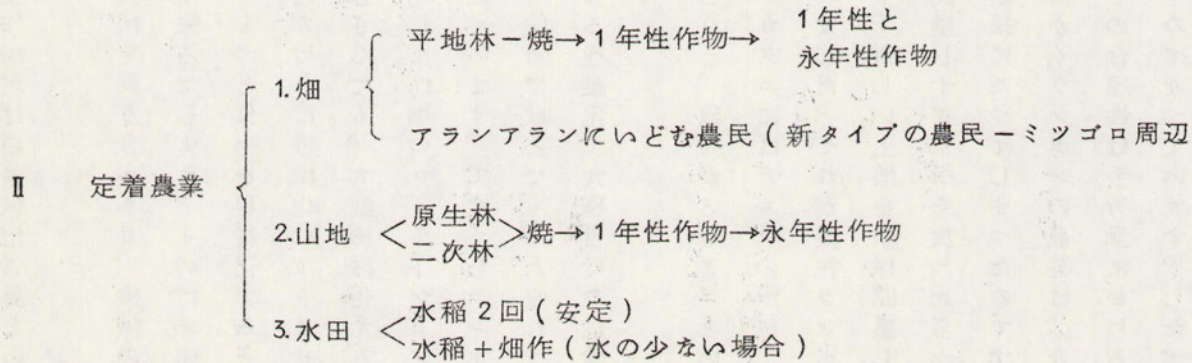 平地林－焼→1年性作物→1年性と
永年性作物
1.畑
アランアランにいどむ農民(新タイプの農民－ミツゴロ周辺
Ⅱ 定着農業
2.山地 原生林
二次林 焼→1年性作物→永年性作物
3.水田 水稲2回(安定)
水稲+畑作(水の少ない場合)